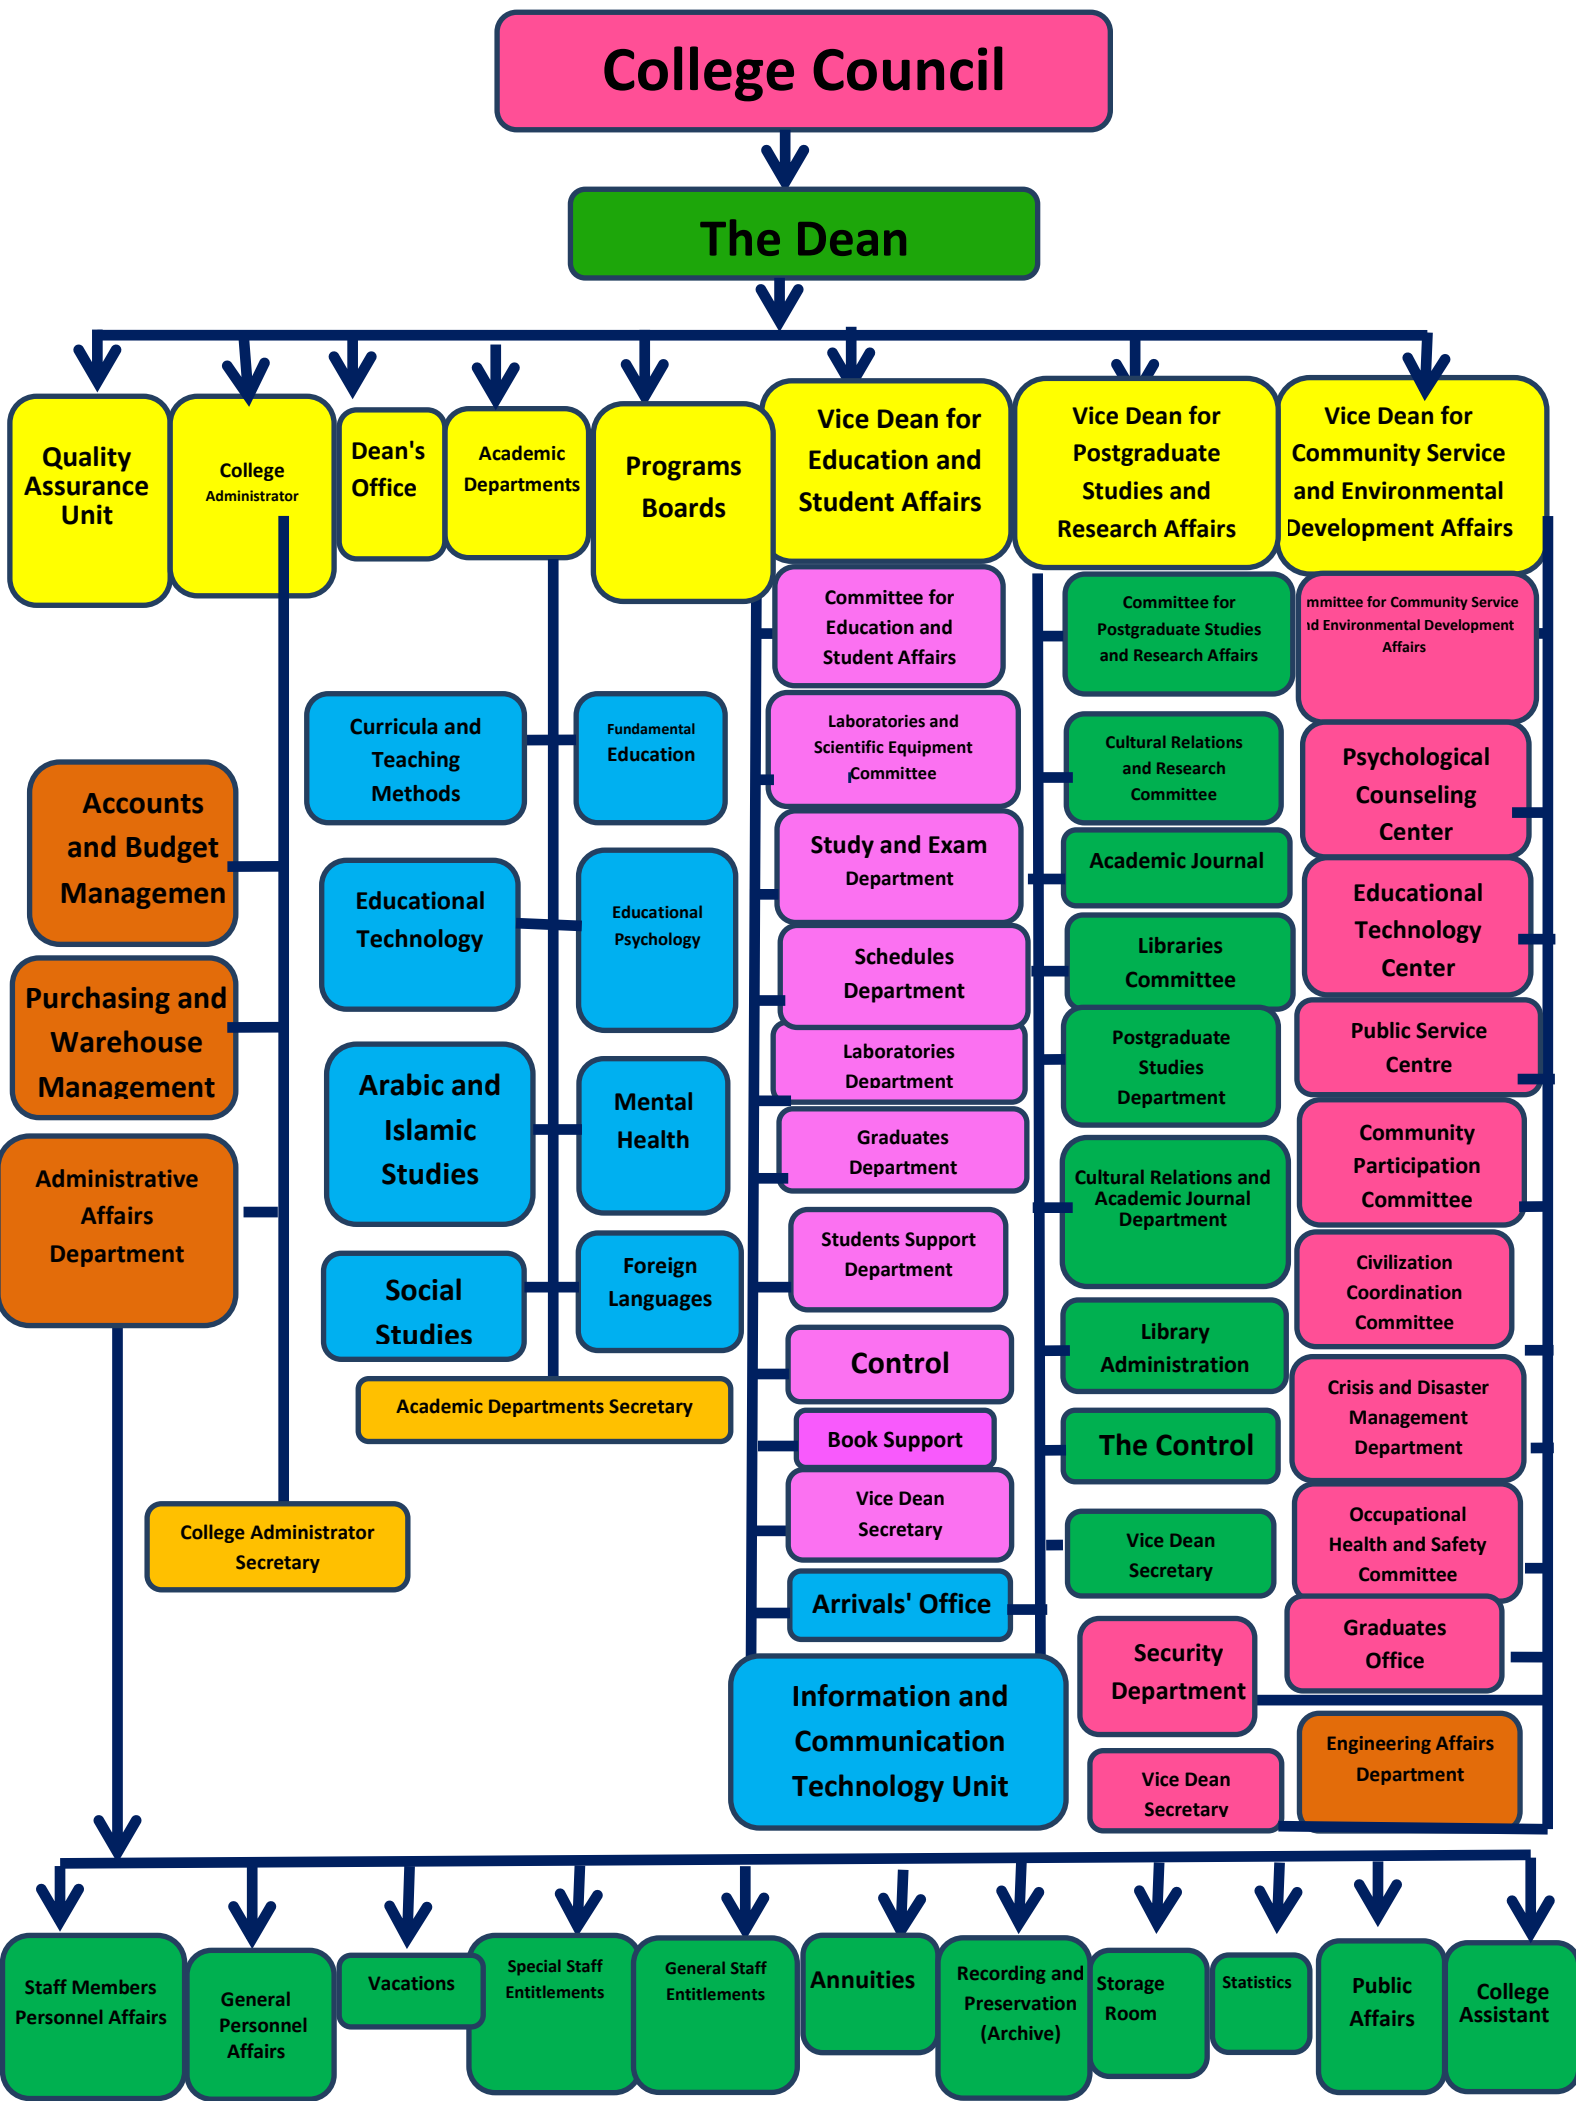 College Council
The Dean
Quality
Assurance
Unit
College
Administrator
Dean's
Office
Academic
Departments
Programs
Boards
Vice Dean for
Education and
Student Affairs
Vice Dean for
Postgraduate
Studies and
Research Affairs
Vice Dean for
Community Service
and Environmental
Development Affairs
Accounts
and Budget
Managemen
Purchasing and
Warehouse
Management
Administrative
Affairs
Department
College Administrator
Secretary
Curricula and
Teaching
Methods
Fundamental
Education
Educational
Technology
Educational
Psychology
Arabic and
Islamic
Studies
Mental
Health
Social
Studies
Foreign
Languages
Academic Departments Secretary
Committee for
Education and
Student Affairs
Laboratories and
Scientific Equipment
Committee
Study and Exam
Department
Schedules
Department
Laboratories
Department
Graduates
Department
Students Support
Department
Control
Book Support
Vice Dean
Secretary
Arrivals' Office
Information and
Communication
Technology Unit
Committee for
Postgraduate Studies
and Research Affairs
Cultural Relations
and Research
Committee
Academic Journal
Libraries
Committee
Postgraduate
Studies
Department
Cultural Relations and
Academic Journal
Department
Library
Administration
The Control
Vice Dean
Secretary
Security
Department
Vice Dean
Secretary
mmittee for Community Service
nd Environmental Development
Affairs
Psychological
Counseling
Center
Educational
Technology
Center
Public Service
Centre
Community
Participation
Committee
Civilization
Coordination
Committee
Crisis and Disaster
Management
Department
Occupational
Health and Safety
Committee
Graduates
Office
Engineering Affairs
Department
Staff Members
Personnel Affairs
General
Personnel
Affairs
Vacations
Special Staff
Entitlements
General Staff
Entitlements
Annuities
Recording and
Preservation
(Archive)
Storage
Room
Statistics
Public
Affairs
College
Assistant